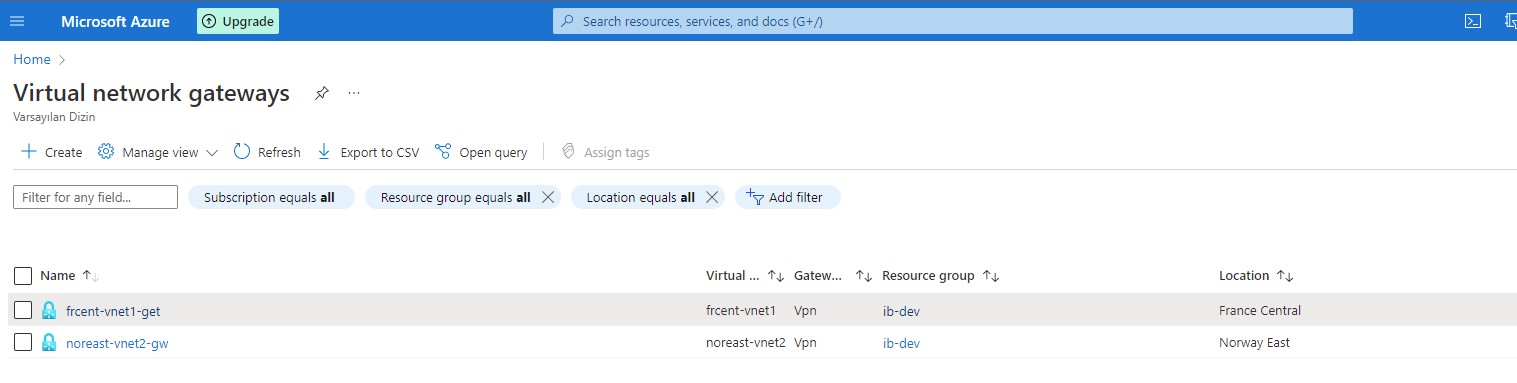 Microsoft Azure Upgrade Search resources, services, and docs (G+/)
Home
Virtual network gateways ...
Varsayılan Dizin
Create Manage view Refresh Export to CSV Open query Assign tags
Filter for any field... Subscription equals all Resource group equals all Location equals all Add filter
Name Virtual ... Gatew... Resource group Location
frcent-vnet1-get frcent-vnet1 Vpn ib-dev France Central
noreast-vnet2-gw noreast-vnet2 Vpn ib-dev Norway East